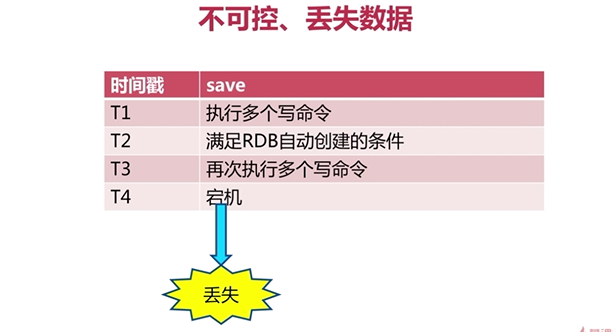 不可控、丢失数据
时间戳 save
T1 执行多个写命令
T2 满足RDB自动创建的条件
T3 再次执行多个写命令
T4 宕机
丢失